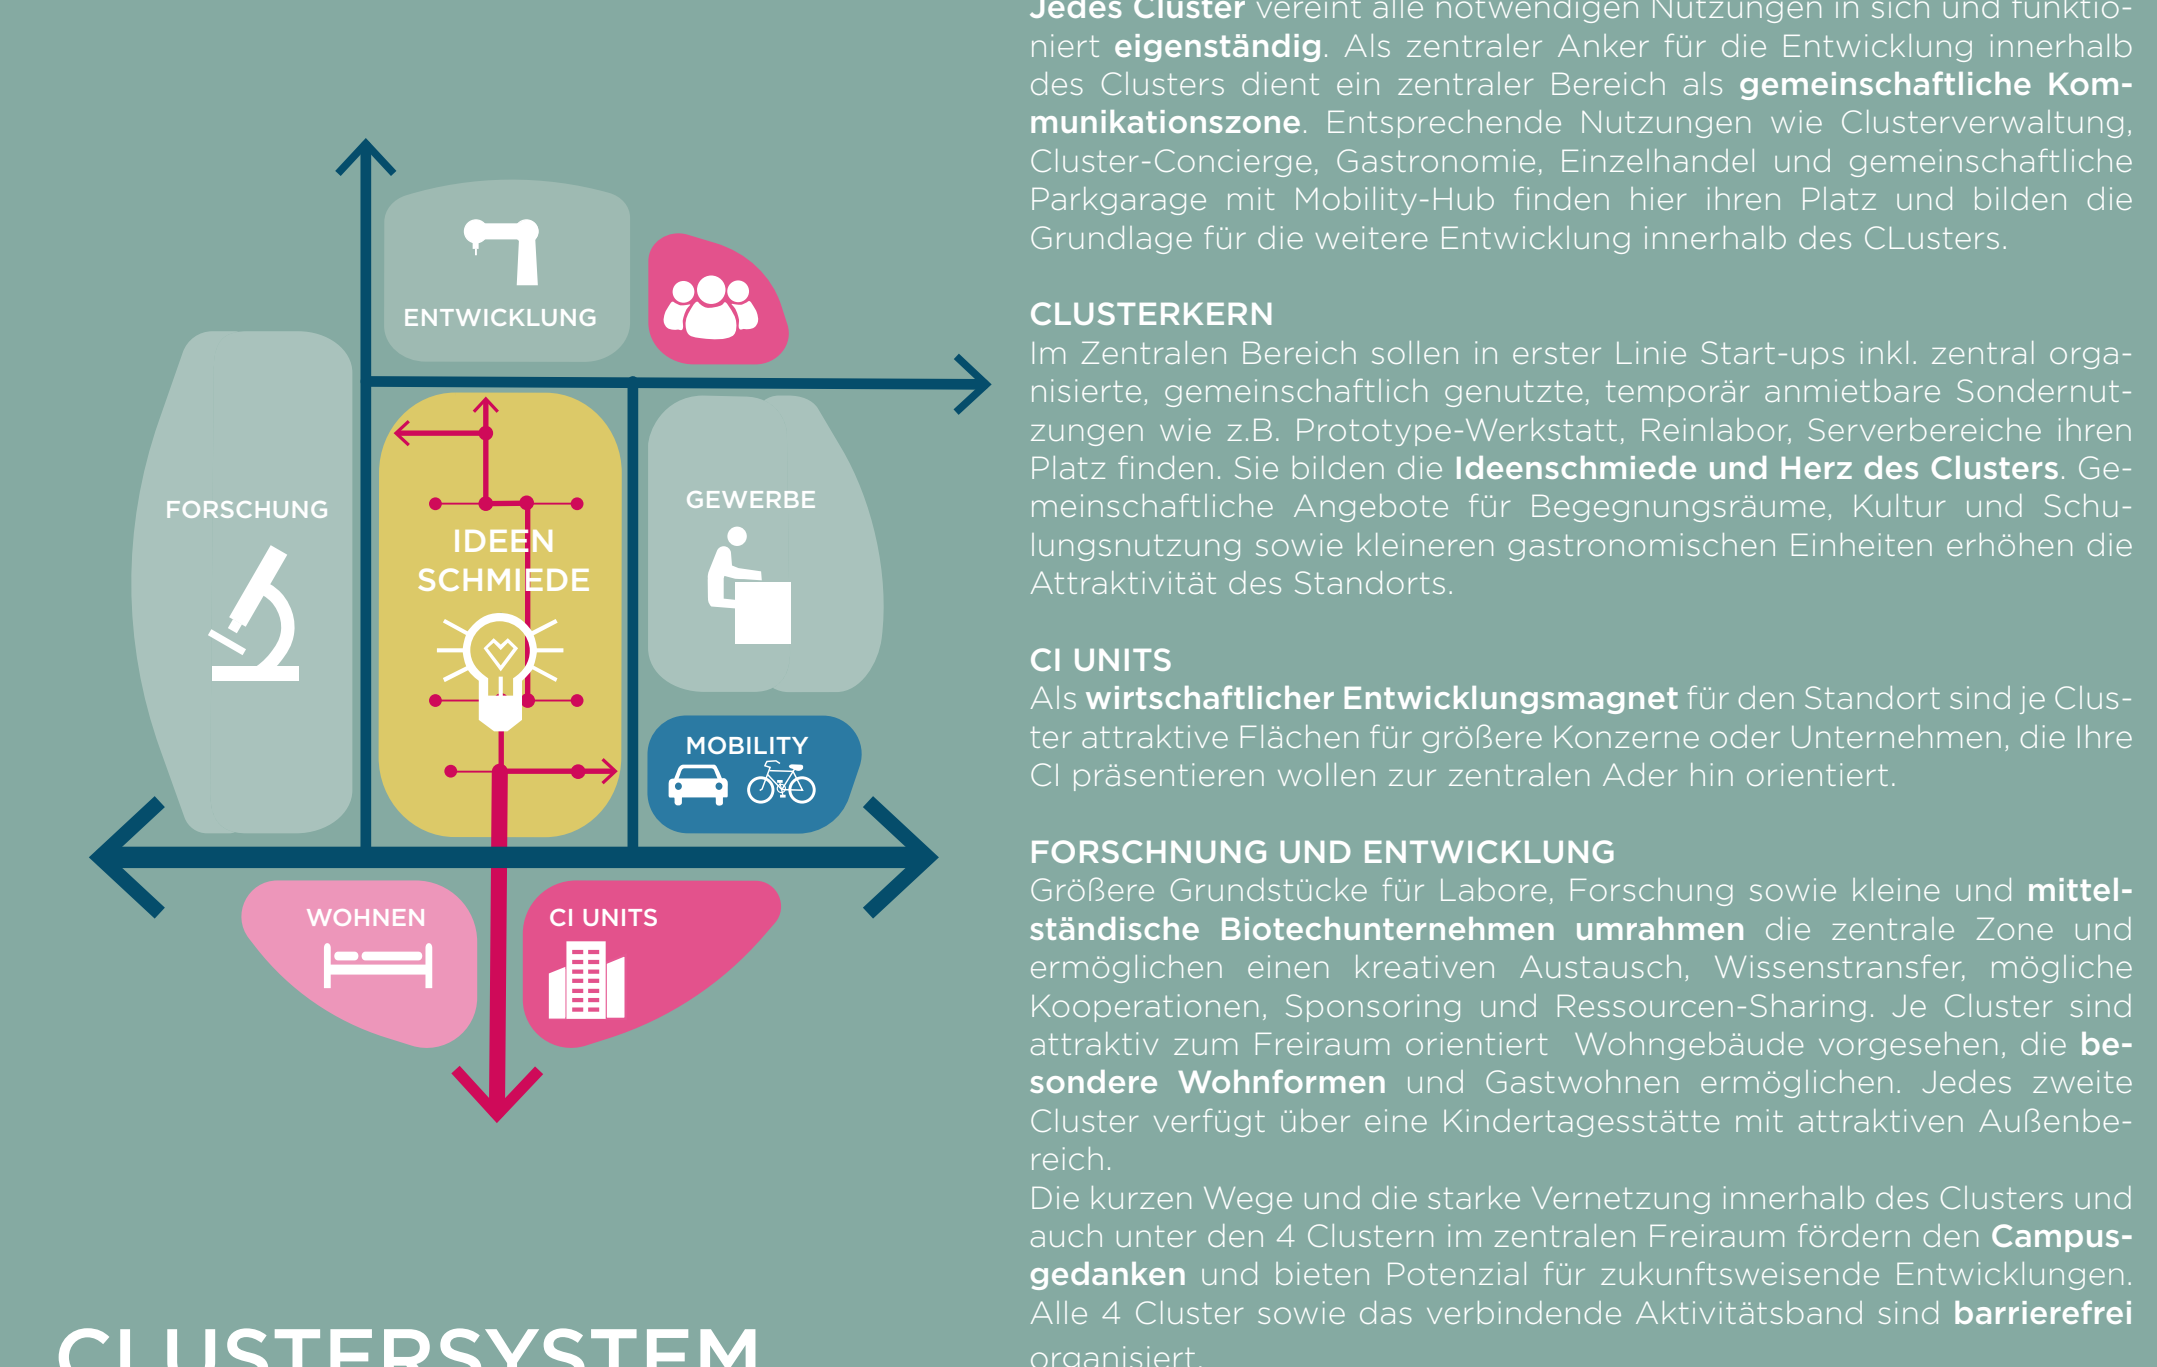 Jedes Cluster vereint alle notwendigen Nutzungen in sich und funktio-
niert eigenständig. Als zentraler Anker für die Entwicklung innerhalb
des Clusters dient ein zentraler Bereich als gemeinschaftliche Kom-
munikationszone. Entsprechende Nutzungen wie Clusterverwaltung,
Cluster-Concierge, Gastronomie, Einzelhandel und gemeinschaftliche
Parkgarage mit Mobility-Hub finden hier ihren Platz und bilden die
Grundlage für die weitere Entwicklung innerhalb des CLusters.
CLUSTERKERN
Im Zentralen Bereich sollen in erster Linie Start-ups inkl. zentral orga-
nisierte, gemeinschaftlich genutzte, temporär anmietbare Sondernut-
zungen wie z.B. Prototype-Werkstatt, Reinlabor, Serverbereiche ihren
Platz finden. Sie bilden die Ideenschmiede und Herz des Clusters. Ge-
meinschaftliche Angebote für Begegnungsräume, Kultur und Schu-
lungsnutzung sowie kleineren gastronomischen Einheiten erhöhen die
Attraktivität des Standorts.
CI UNITS
Als wirtschaftlicher Entwicklungsmagnet für den Standort sind je Clus-
ter attraktive Flächen für größere Konzerne oder Unternehmen, die Ihre
CI präsentieren wollen zur zentralen Ader hin orientiert.
FORSCHNUNG UND ENTWICKLUNG
Größere Grundstücke für Labore, Forschung sowie kleine und mittel-
ständische Biotechunternehmen umrahmen die zentrale Zone und
ermöglichen einen kreativen Austausch, Wissenstransfer, mögliche
Kooperationen, Sponsoring und Ressourcen-Sharing. Je Cluster sind
attraktiv zum Freiraum orientiert Wohngebäude vorgesehen, die be-
sondere Wohnformen und Gastwohnen ermöglichen. Jedes zweite
Cluster verfügt über eine Kindertagesstätte mit attraktiven Außenbe-
reich.
Die kurzen Wege und die starke Vernetzung innerhalb des Clusters und
auch unter den 4 Clustern im zentralen Freiraum fördern den Campus-
gedanken und bieten Potenzial für zukunftsweisende Entwicklungen.
Alle 4 Cluster sowie das verbindende Aktivitätsband sind barrierefrei
organisiert.
ENTWICKLUNG
FORSCHUNG
IDEEN
SCHMIEDE
GEWERBE
MOBILITY
WOHNEN
CI UNITS
CLUSTERSYSTEM